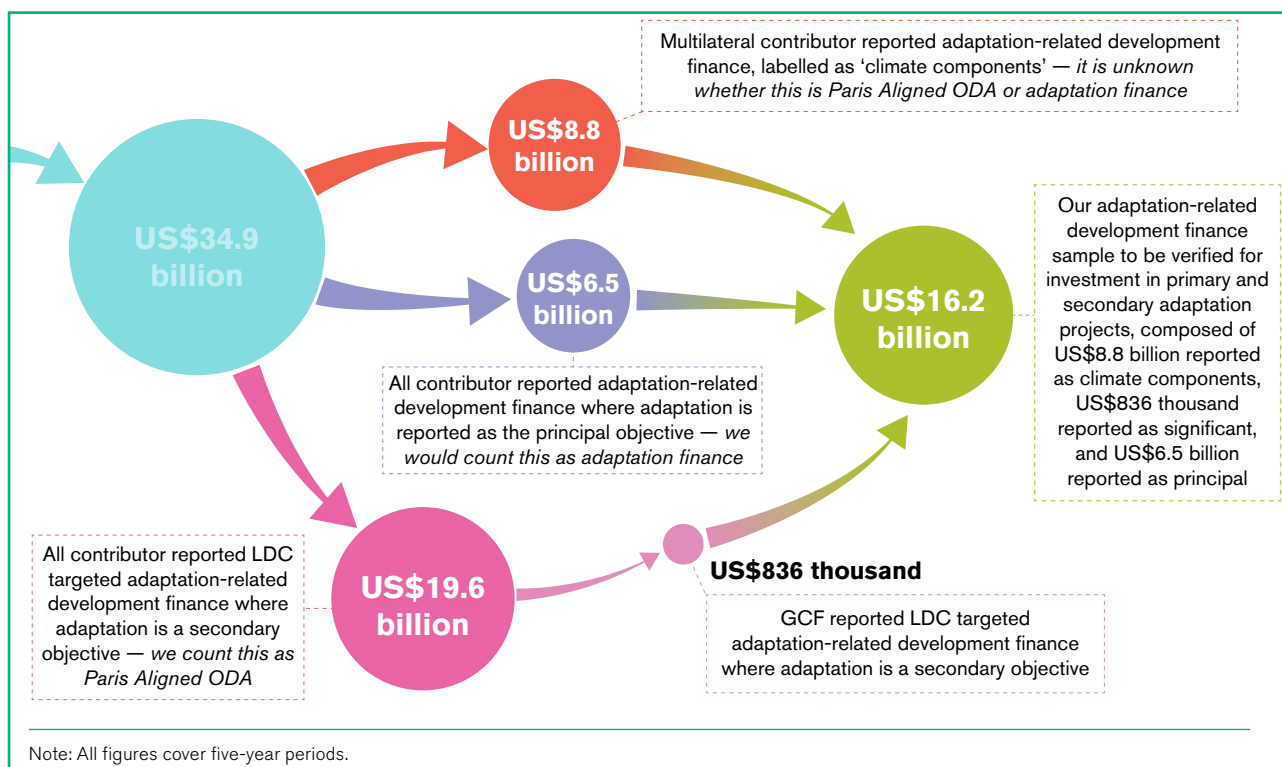 Multilateral contributor reported adaptation-related development
finance, labelled as ‘climate components’ — it is unknown
whether this is Paris Aligned ODA or adaptation finance
US$8.8
billion
US$34.9
billion
US$6.5
billion
All contributor reported adaptation-related
development finance where adaptation is
reported as the principal objective — we
would count this as adaptation finance
US$16.2
billion
Our adaptation-related
development finance
sample to be verified for
investment in primary and
secondary adaptation
projects, composed of
US$8.8 billion reported
as climate components,
US$836 thousand
reported as significant,
and US$6.5 billion
reported as principal
All contributor reported LDC
targeted adaptation-related
development finance where
adaptation is a secondary
objective — we count this as
Paris Aligned ODA
US$19.6
billion
US$836 thousand
GCF reported LDC targeted
adaptation-related development finance
where adaptation is a secondary objective
Note: All figures cover five-year periods.